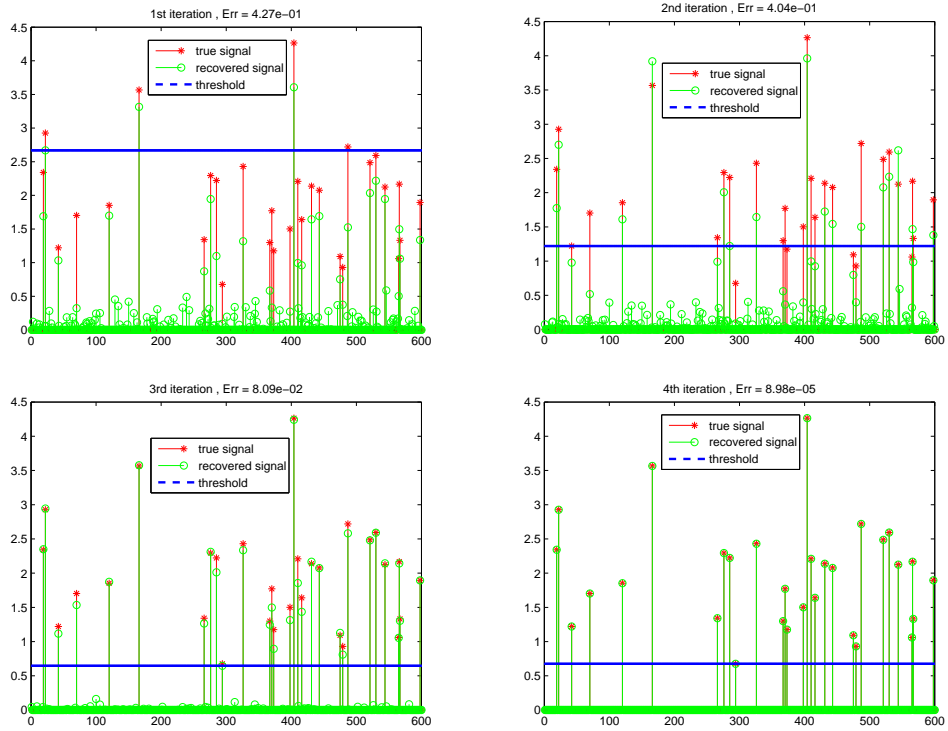 1st iteration , Err = 4.27e-01
4.5
4
3.5
3
2.5
2
1.5
1
0.5
0
0 100 200 300 400 500 600
true signal
recovered signal
threshold
2nd iteration , Err = 4.04e-01
4.5
4
3.5
3
2.5
2
1.5
1
0.5
0
0 100 200 300 400 500 600
true signal
recovered signal
threshold
3rd iteration , Err = 8.09e-02
4.5
4
3.5
3
2.5
2
1.5
1
0.5
0
0 100 200 300 400 500 600
true signal
recovered signal
threshold
4th iteration , Err = 8.98e-05
4.5
4
3.5
3
2.5
2
1.5
1
0.5
0
0 100 200 300 400 500 600
true signal
recovered signal
threshold